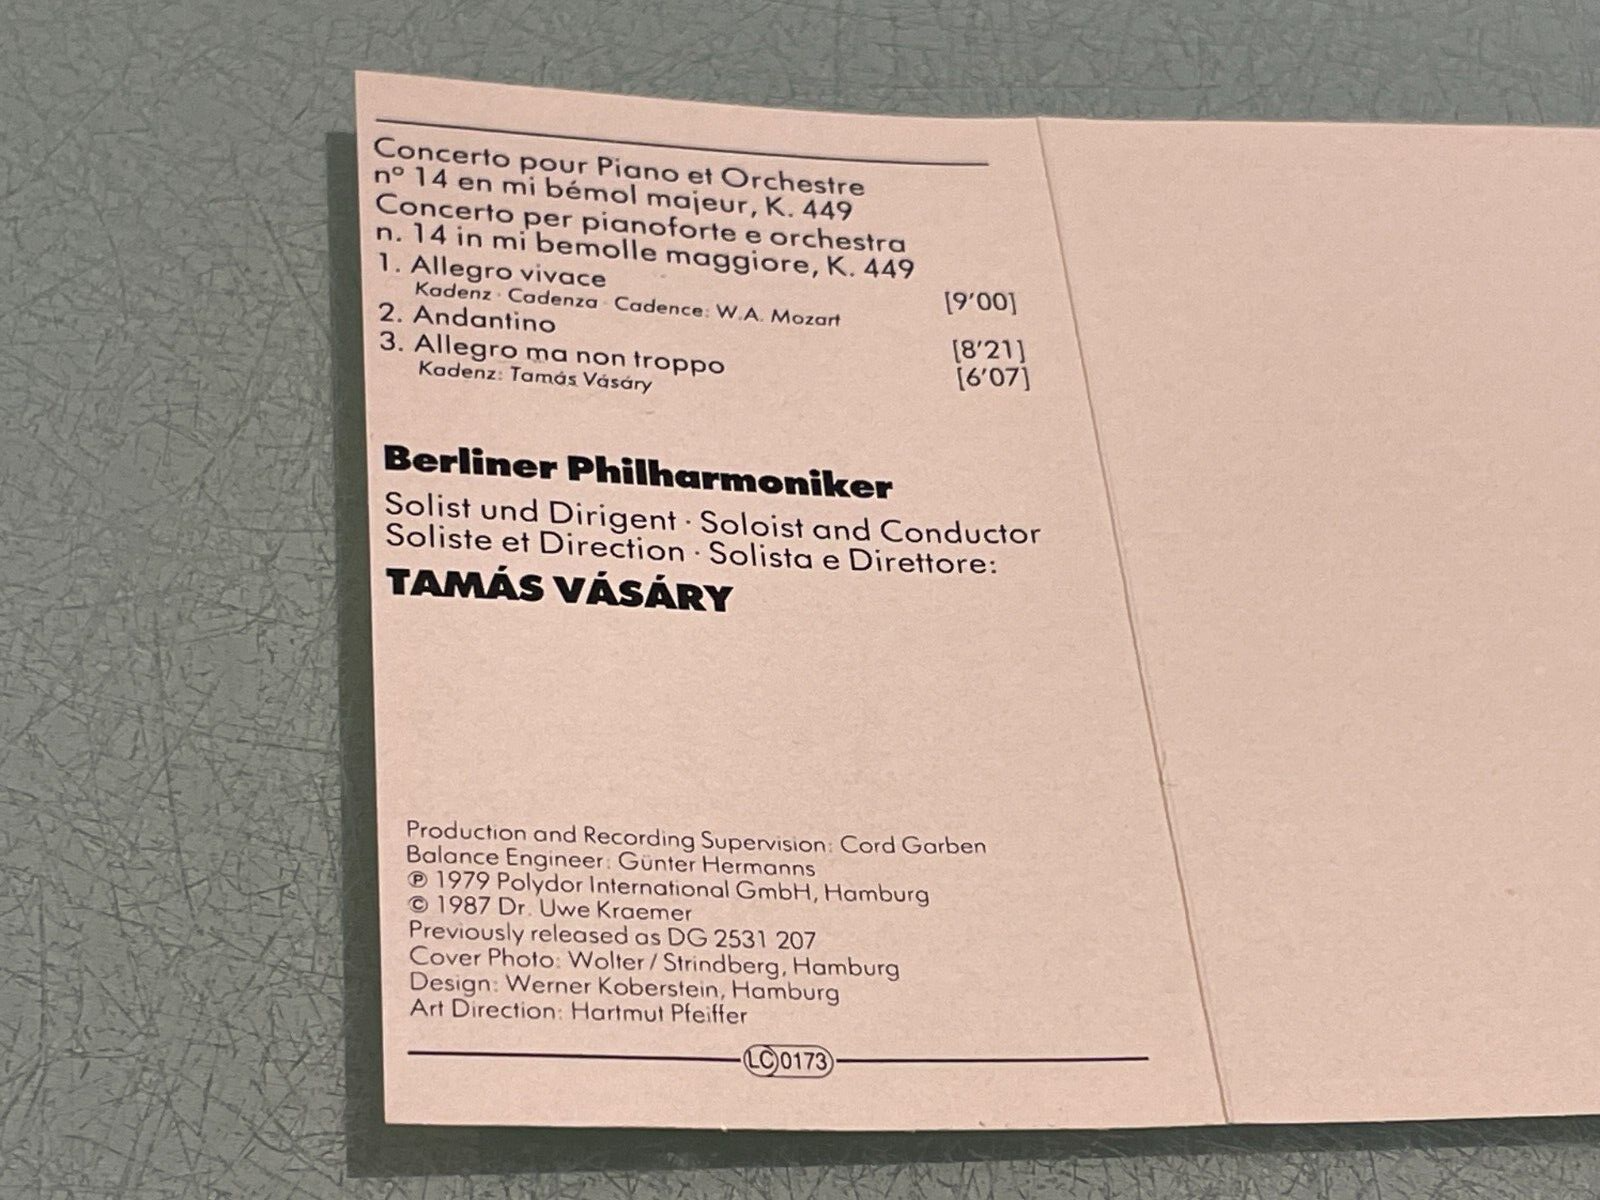 Concerto pour Piano et Orchestre
nº 14 en mi bémol majeur, K. 449
Concerto per pianoforte e orchestra
n. 14 in mi bemolle maggiore, K. 449
1. Allegro vivace [9'00]
Kadenz · Cadenza · Cadence: W.A. Mozart
2. Andantino [8'21]
3. Allegro ma non troppo [6'07]
Kadenz: Tamás Vásáry
Berliner Philharmoniker
Solist und Dirigent · Soloist and Conductor
Soliste et Direction · Solista e Direttore:
TAMÁS VÁSÁRY
Production and Recording Supervision: Cord Garben
Balance Engineer: Günter Hermanns
℗ 1979 Polydor International GmbH, Hamburg
© 1987 Dr. Uwe Kraemer
Previously released as DG 2531 207
Cover Photo: Wolter / Strindberg, Hamburg
Design: Werner Koberstein, Hamburg
Art Direction: Hartmut Pfeiffer
LC 0173